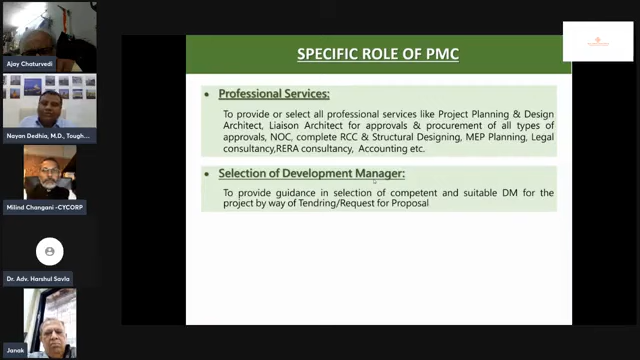 SPECIFIC ROLE OF PMC
Professional Services:
To provide or select all professional services like Project Planning & Design
Architect, Liaison Architect for approvals & procurement of all types of
approvals, NOC, complete RCC & Structural Designing, MEP Planning, Legal
consultancy,RERA consultancy, Accounting etc.
Selection of Development Manager:
To provide guidance in selection of competent and suitable DM for the
project by way of Tendring/Request for Proposal
Ajay Chaturvedi
Nayan Dedhia, M.D., Tough...
Milind Changani -CYCORP
Dr. Adv. Harshul Savla
Janak